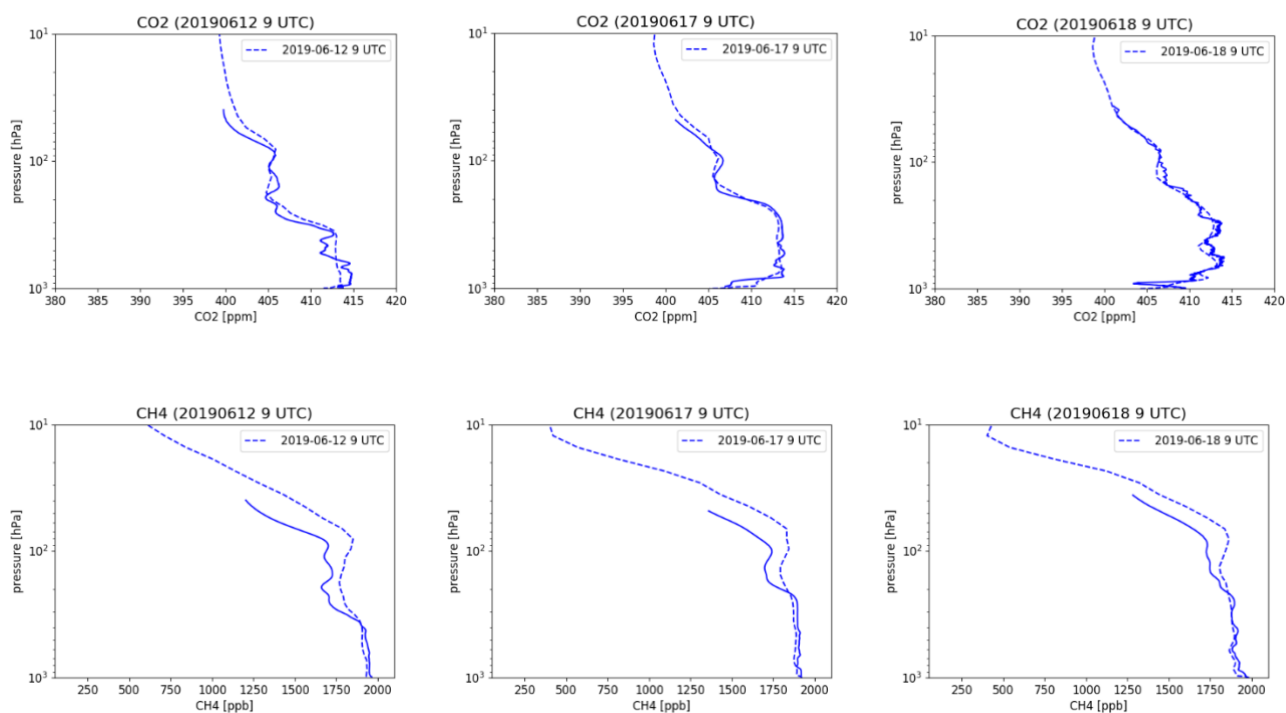 CO2 (20190612 9 UTC)
10¹
2019-06-12 9 UTC
pressure [hPa]
10²
10³
380 385 390 395 400 405 410 415 420
CO2 [ppm]
CO2 (20190617 9 UTC)
10¹
2019-06-17 9 UTC
pressure [hPa]
10²
10³
380 385 390 395 400 405 410 415 420
CO2 [ppm]
CO2 (20190618 9 UTC)
10¹
2019-06-18 9 UTC
pressure [hPa]
10²
10³
380 385 390 395 400 405 410 415 420
CO2 [ppm]
CH4 (20190612 9 UTC)
10¹
2019-06-12 9 UTC
pressure [hPa]
10²
10³
250 500 750 1000 1250 1500 1750 2000
CH4 [ppb]
CH4 (20190617 9 UTC)
10¹
2019-06-17 9 UTC
pressure [hPa]
10²
10³
250 500 750 1000 1250 1500 1750 2000
CH4 [ppb]
CH4 (20190618 9 UTC)
10¹
2019-06-18 9 UTC
pressure [hPa]
10²
10³
250 500 750 1000 1250 1500 1750 2000
CH4 [ppb]